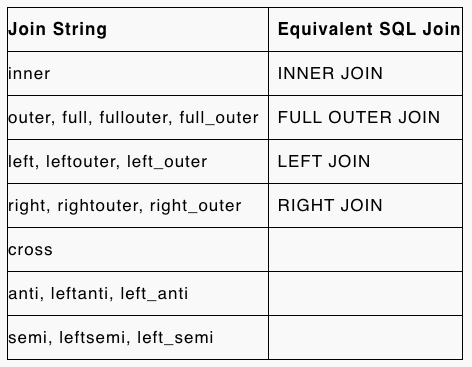 Join String Equivalent SQL Join
inner INNER JOIN
outer, full, fullouter, full_outer FULL OUTER JOIN
left, leftouter, left_outer LEFT JOIN
right, rightouter, right_outer RIGHT JOIN
cross
anti, leftanti, left_anti
semi, leftsemi, left_semi